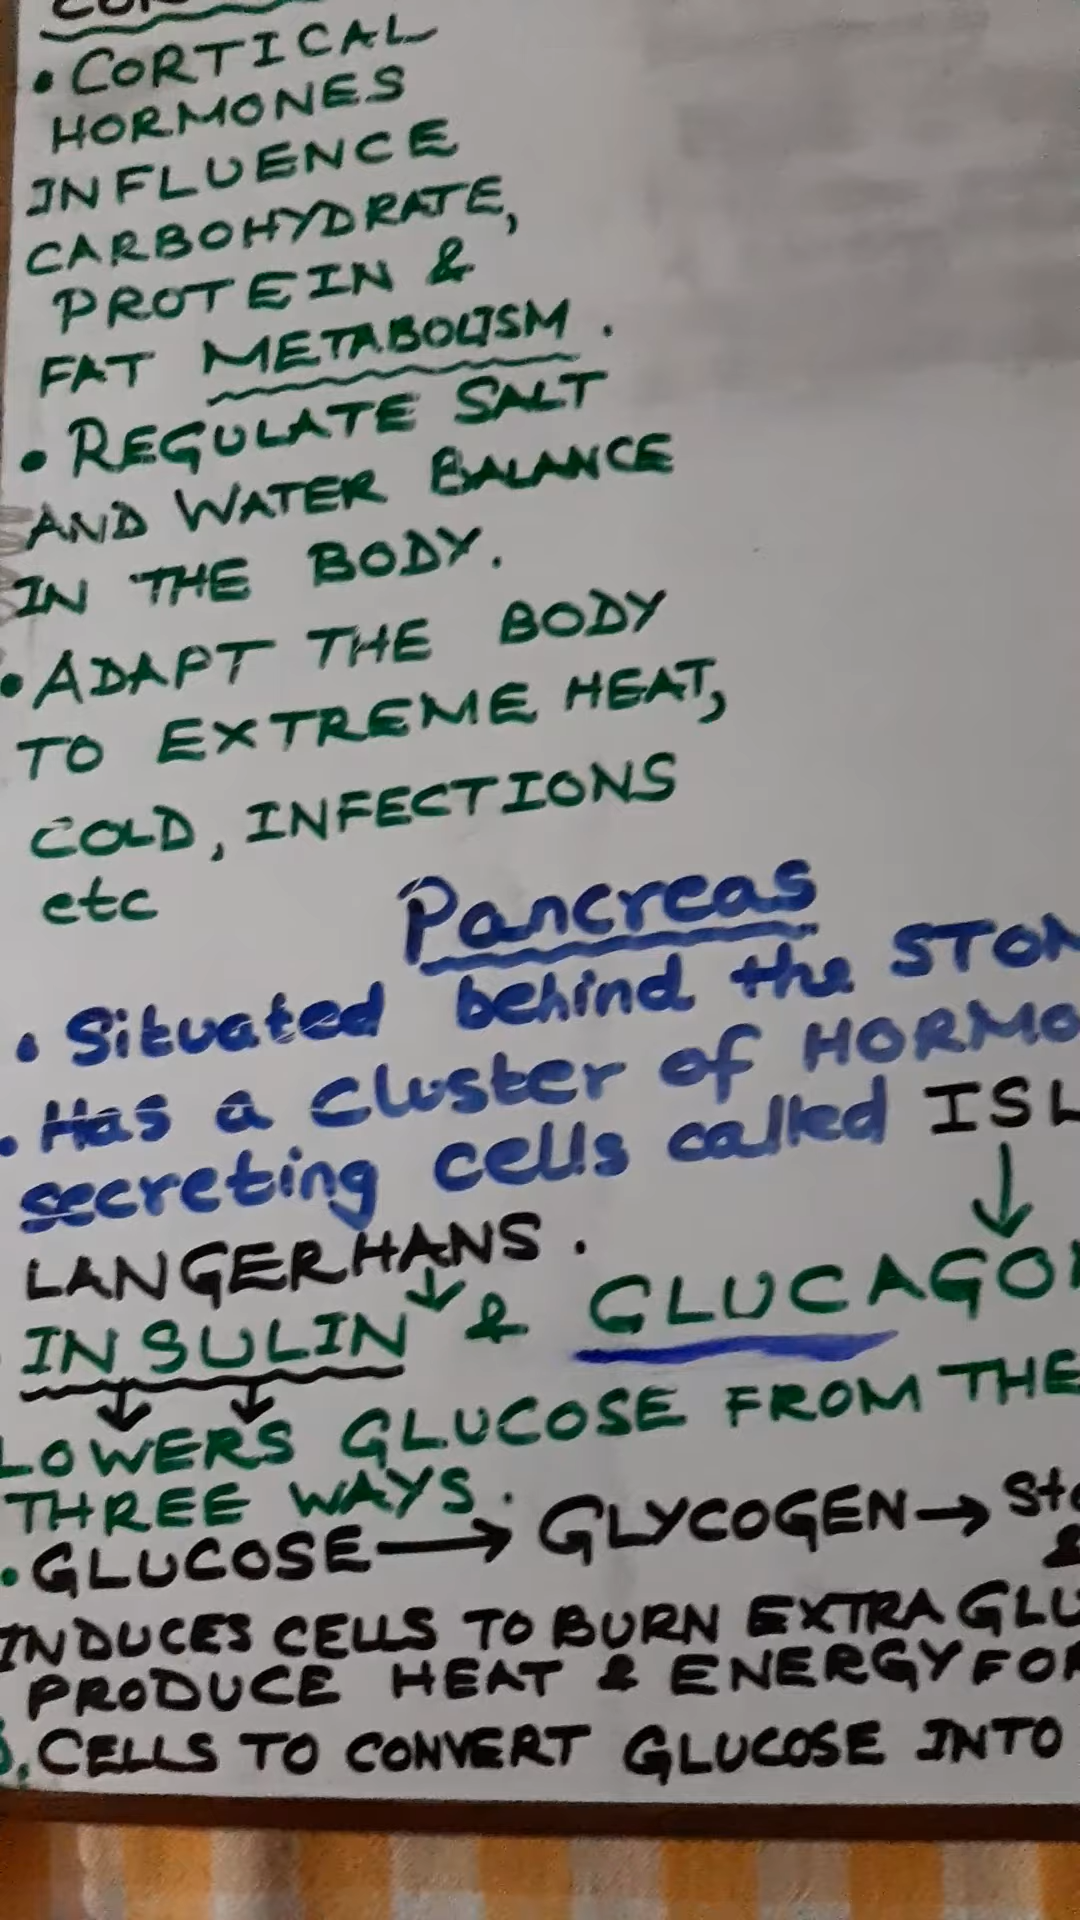 • CORTICAL
HORMONES
INFLUENCE
CARBOHYDRATE,
PROTEIN &
FAT METABOLISM.
• REGULATE SALT
AND WATER BALANCE
IN THE BODY.
• ADAPT THE BODY
TO EXTREME HEAT,
COLD, INFECTIONS
etc
Pancreas
• Situated behind the
• Has a cluster of
secreting cells called
LANGERHANS.
INSULIN & 
LOWERS GLUCOSE FROM THE
THREE WAYS.
• GLUCOSE → GLYCOGEN →
&
INDUCES CELLS TO BURN EXTRA
PRODUCE HEAT & ENERGY
CELLS TO CONVERT GLUCOSE INTO